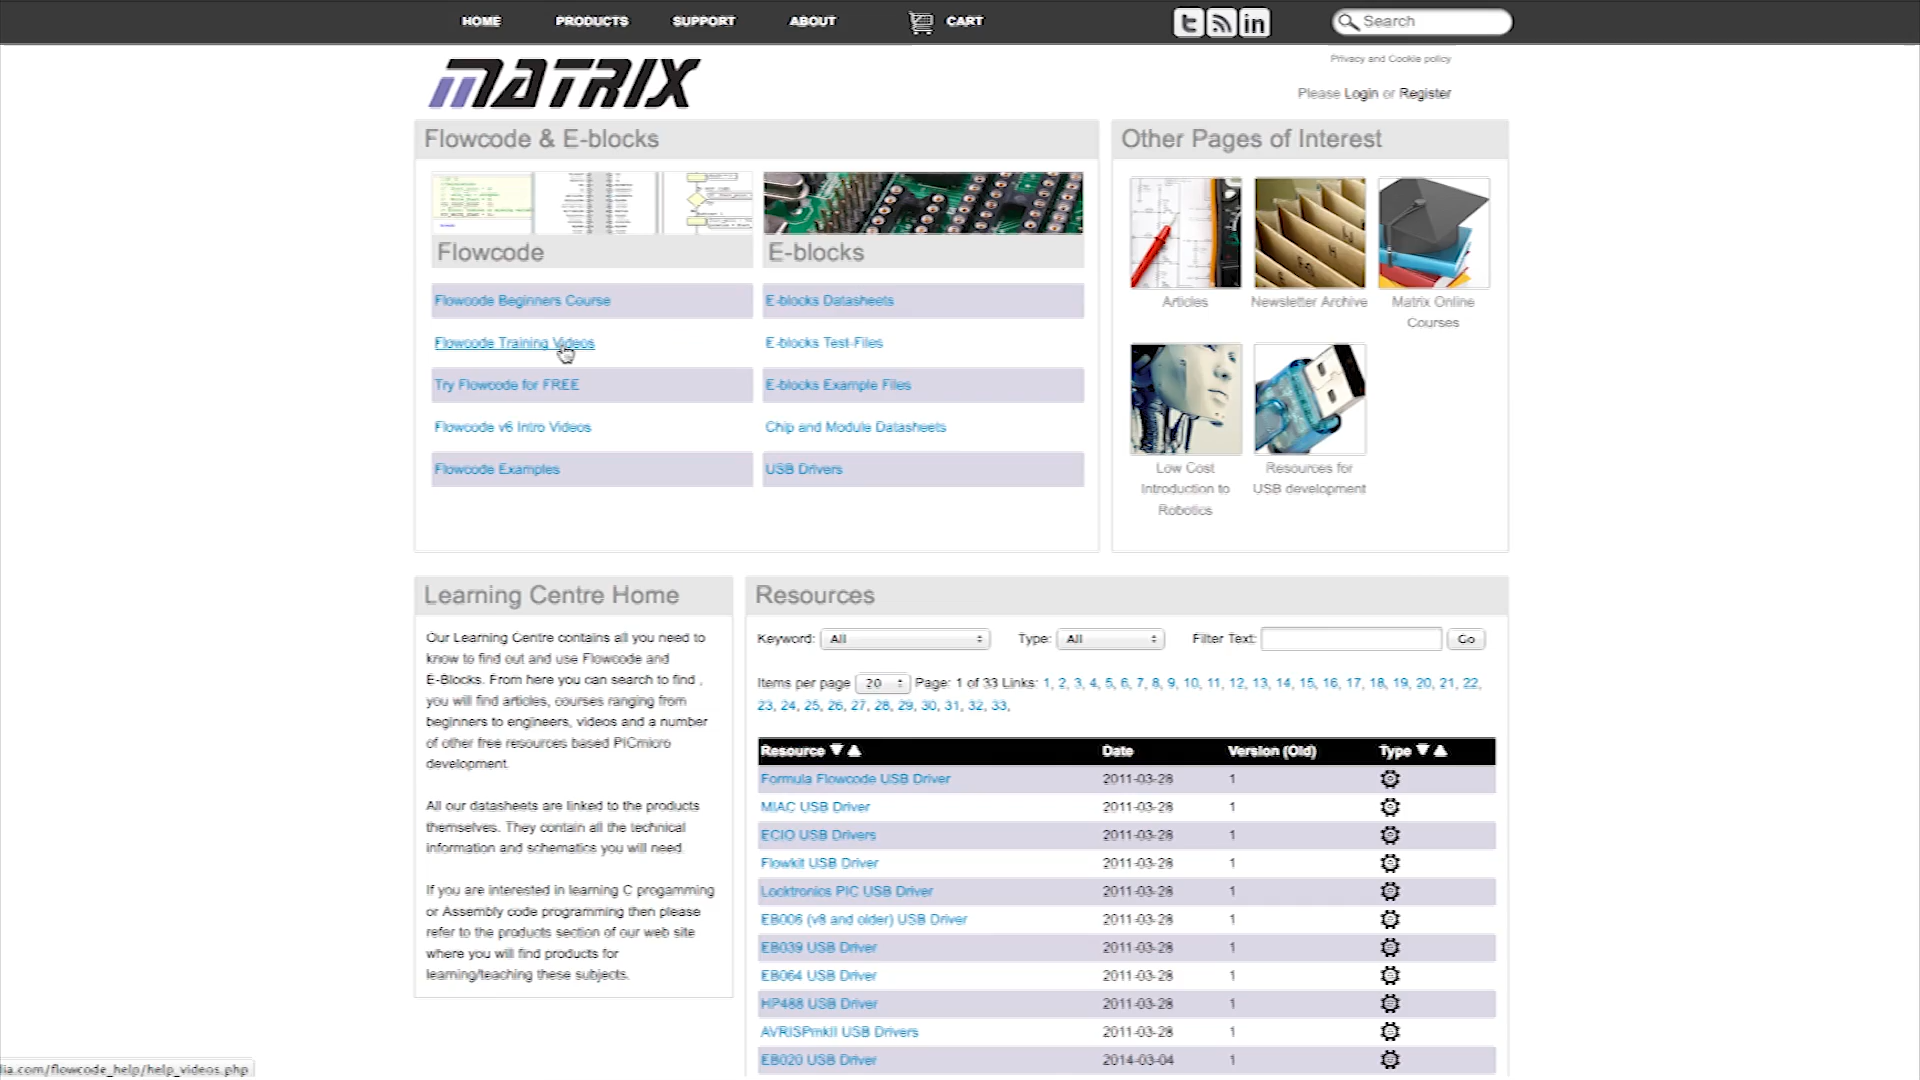 HOME PRODUCTS SUPPORT ABOUT CART Search
Privacy and Cookie policy
MATRIX
Please Login or Register
Flowcode & E-blocks
Flowcode
Flowcode Beginners Course
Flowcode Training Videos
Try Flowcode for FREE
Flowcode v6 Intro Videos
Flowcode Examples
E-blocks
E-blocks Datasheets
E-blocks Test-Files
E-blocks Example Files
Chip and Module Datasheets
USB Drivers
Other Pages of Interest
Articles
Newsletter Archive
Matrix Online
Courses
Low Cost
Introduction to
Robotics
Resources for
USB development
Learning Centre Home
Our Learning Centre contains all you need to
know to find out and use Flowcode and
E-Blocks. From here you can search to find ,
you will find articles, courses ranging from
beginners to engineers, videos and a number
of other free resources based PICmicro
development.
All our datasheets are linked to the products
themselves. They contain all the technical
information and schematics you will need.
If you are interested in learning C progamming
or Assembly code programming then please
refer to the products section of our web site
where you will find products for
learning/teaching these subjects.
Resources
Keyword: All Type: All Filter Text: Go
Items per page 20 Page: 1 of 33 Links: 1, 2, 3, 4, 5, 6, 7, 8, 9, 10, 11, 12, 13, 14, 15, 16, 17, 18, 19, 20, 21, 22,
23, 24, 25, 26, 27, 28, 29, 30, 31, 32, 33,
Resource Date Version (Old) Type
Formula Flowcode USB Driver 2011-03-28 1
MIAC USB Driver 2011-03-28 1
ECIO USB Drivers 2011-03-28 1
Flowkit USB Driver 2011-03-28 1
Locktronics PIC USB Driver 2011-03-28 1
EB006 (v8 and older) USB Driver 2011-03-28 1
EB039 USB Driver 2011-03-28 1
EB064 USB Driver 2011-03-28 1
HP488 USB Driver 2011-03-28 1
AVRISPmkII USB Drivers 2011-03-28 1
EB020 USB Driver 2014-03-04 1
lia.com/flowcode_help/help_videos.php